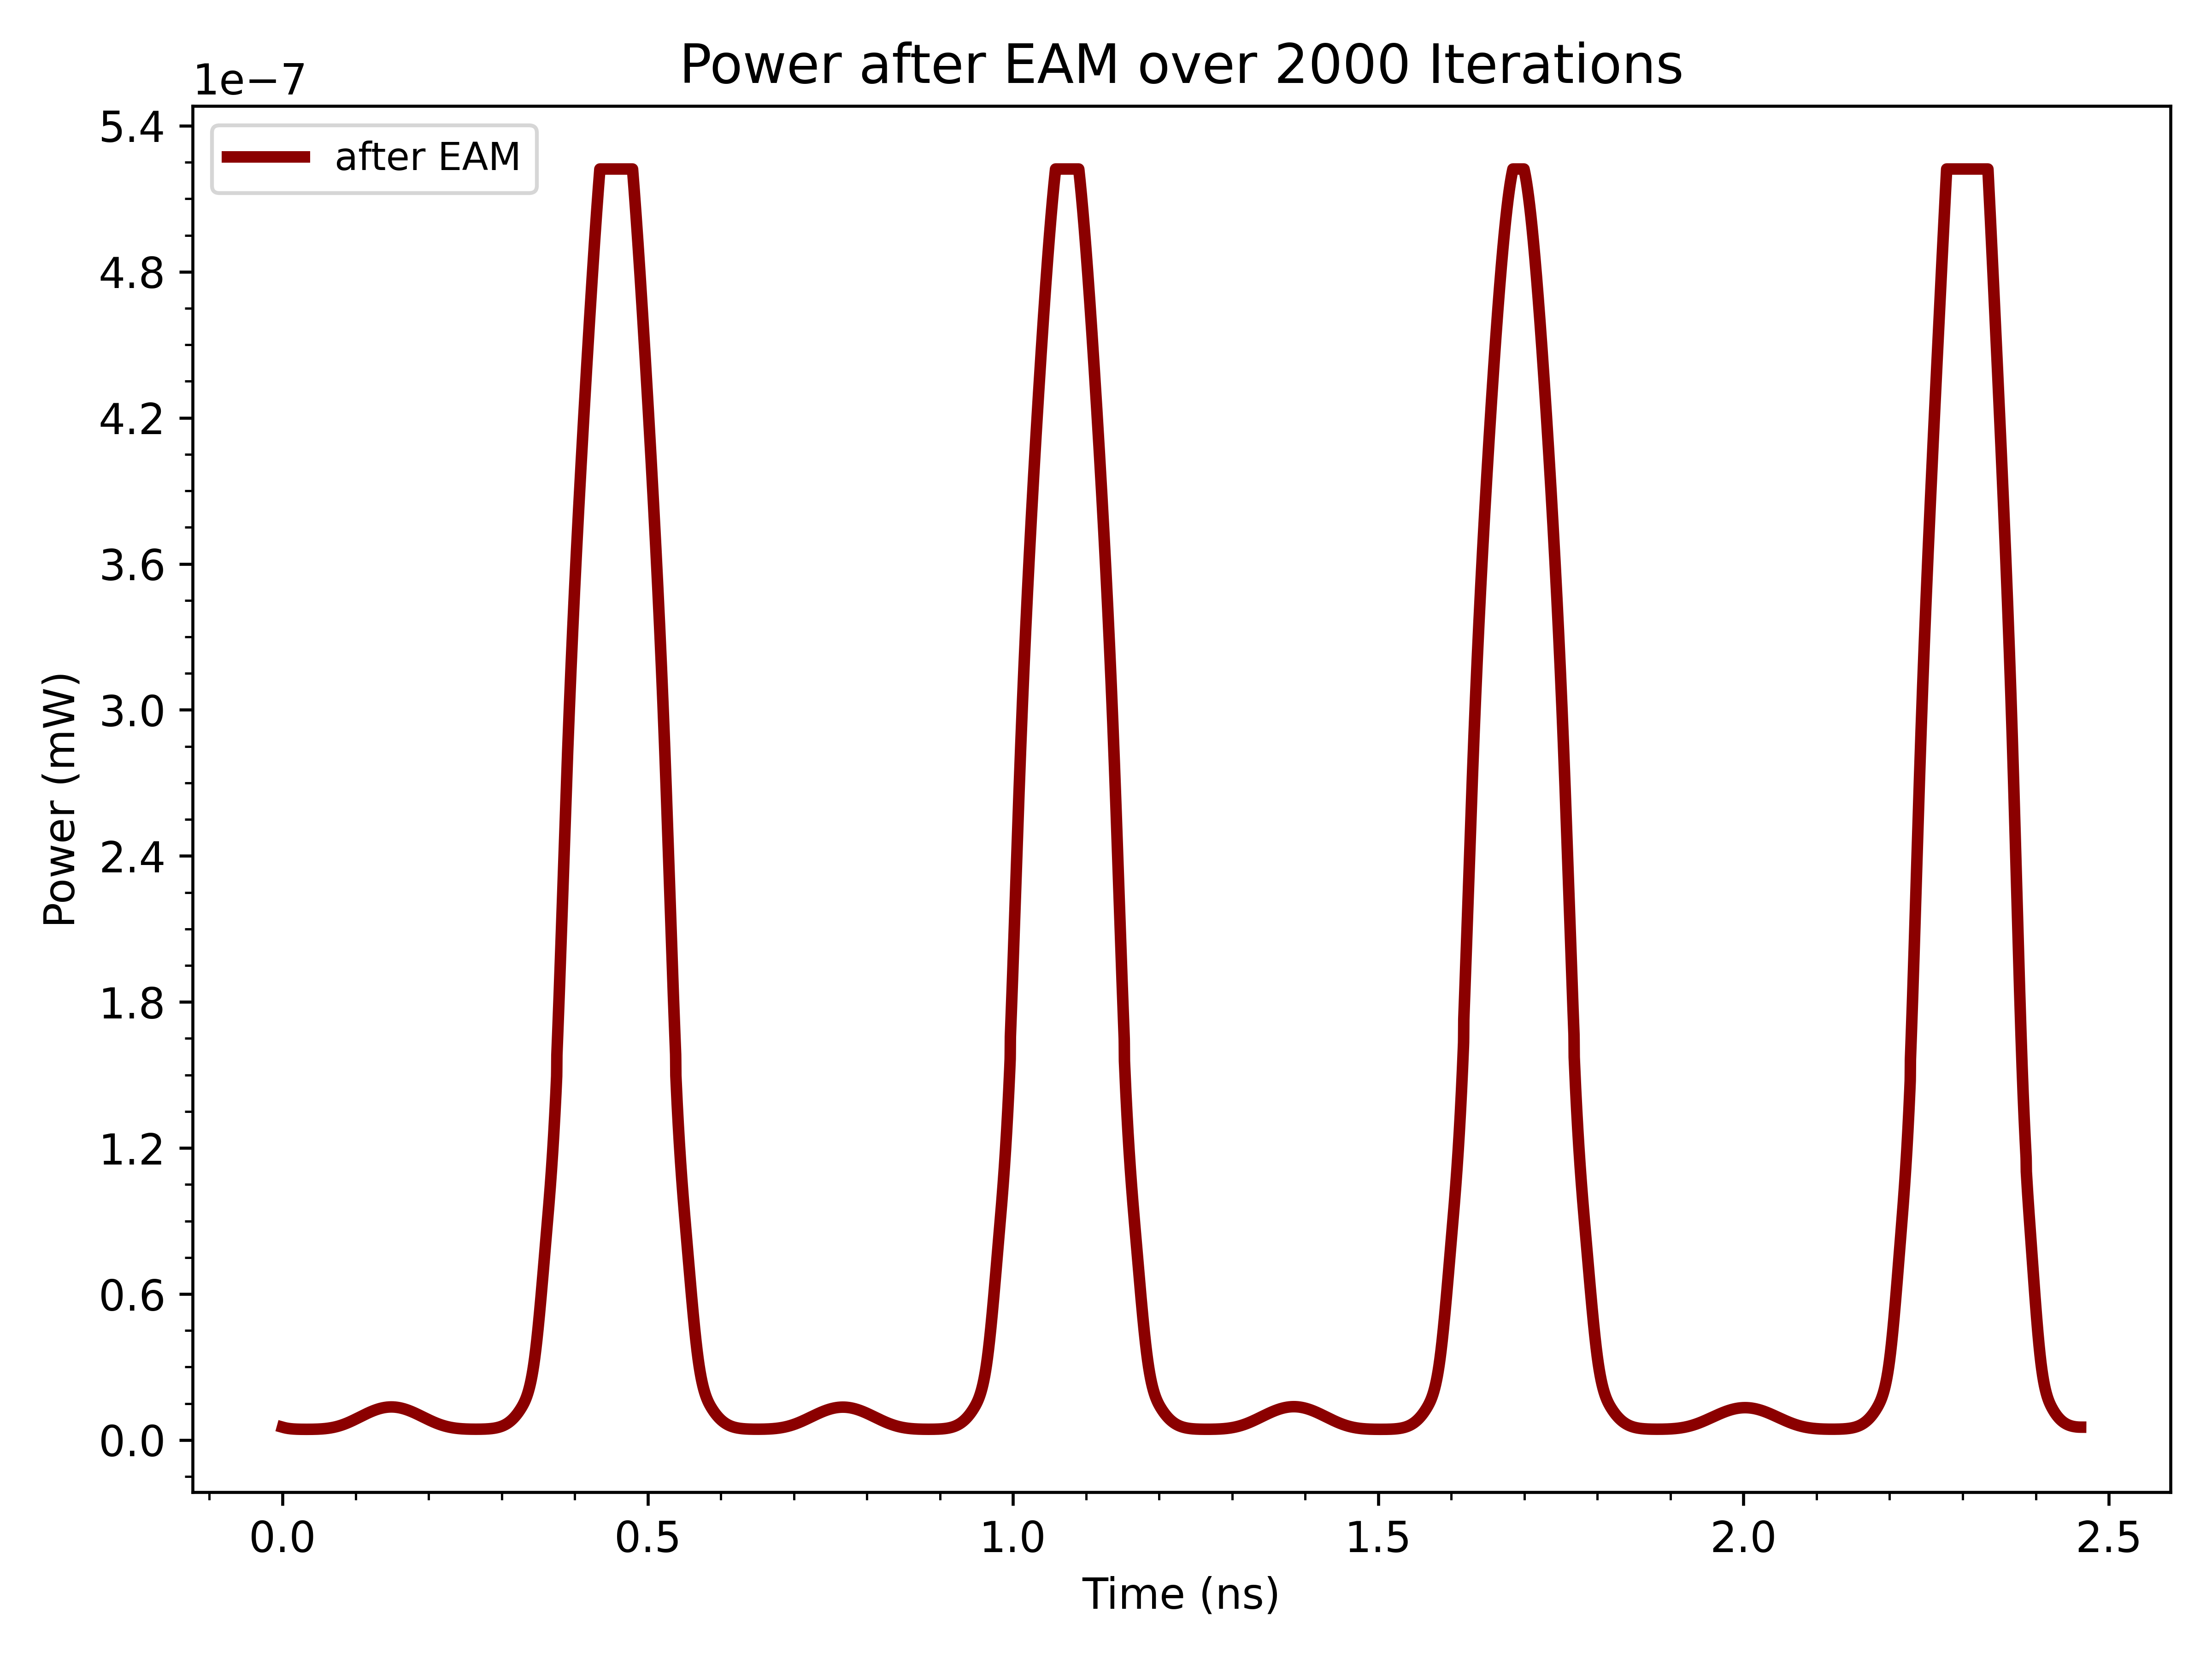 Power after EAM over 2000 Iterations
1e−7
after EAM
5.4
4.8
4.2
3.6
3.0
2.4
1.8
1.2
0.6
0.0
Power (mW)
0.0 0.5 1.0 1.5 2.0 2.5
Time (ns)